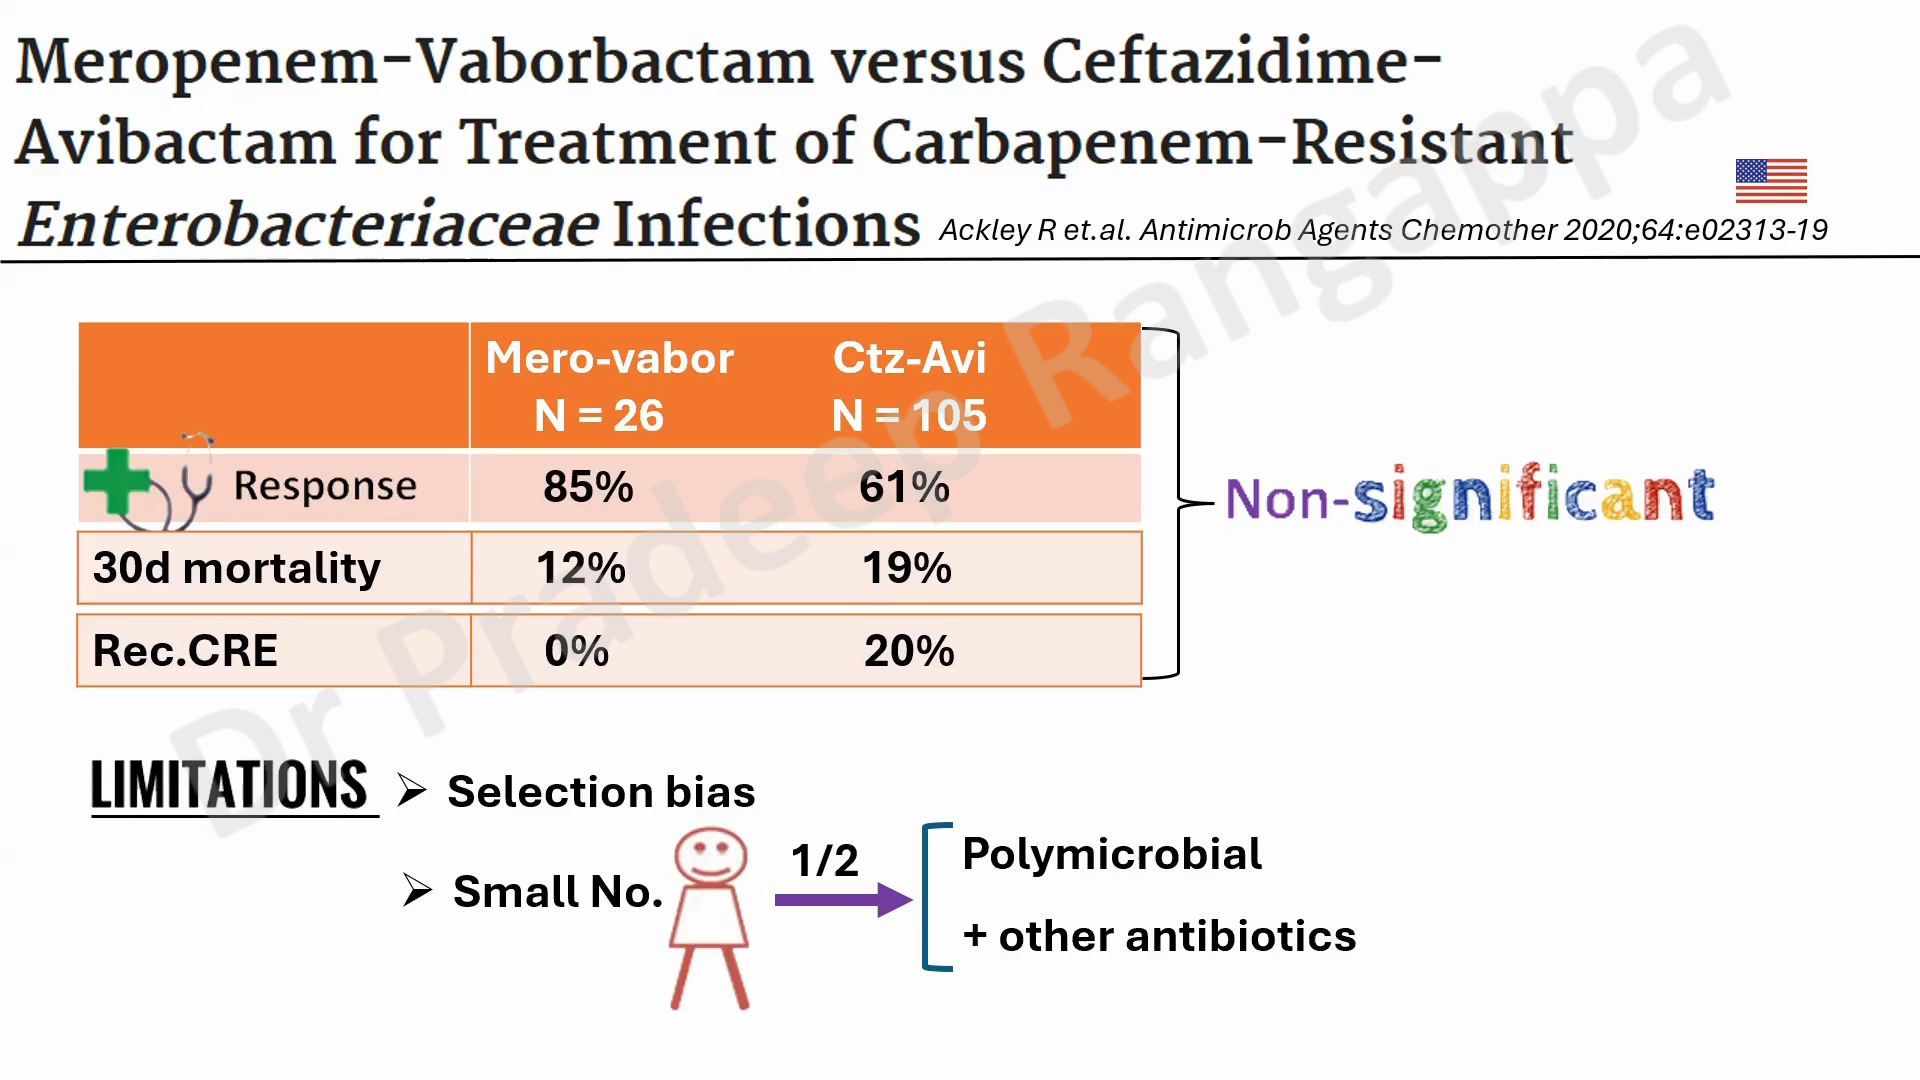 Meropenem-Vaborbactam versus Ceftazidime-
Avibactam for Treatment of Carbapenem-Resistant
Enterobacteriaceae Infections
Ackley R et.al. Antimicrob Agents Chemother 2020;64:e02313-19
Mero-vabor Ctz-Avi
N = 26 N = 105
Response 85% 61%
30d mortality 12% 19%
Rec.CRE 0% 20%
Non-significant
LIMITATIONS
➢ Selection bias
➢ Small No.
1/2
Polymicrobial
+ other antibiotics
Dr Pradeep Rangappa